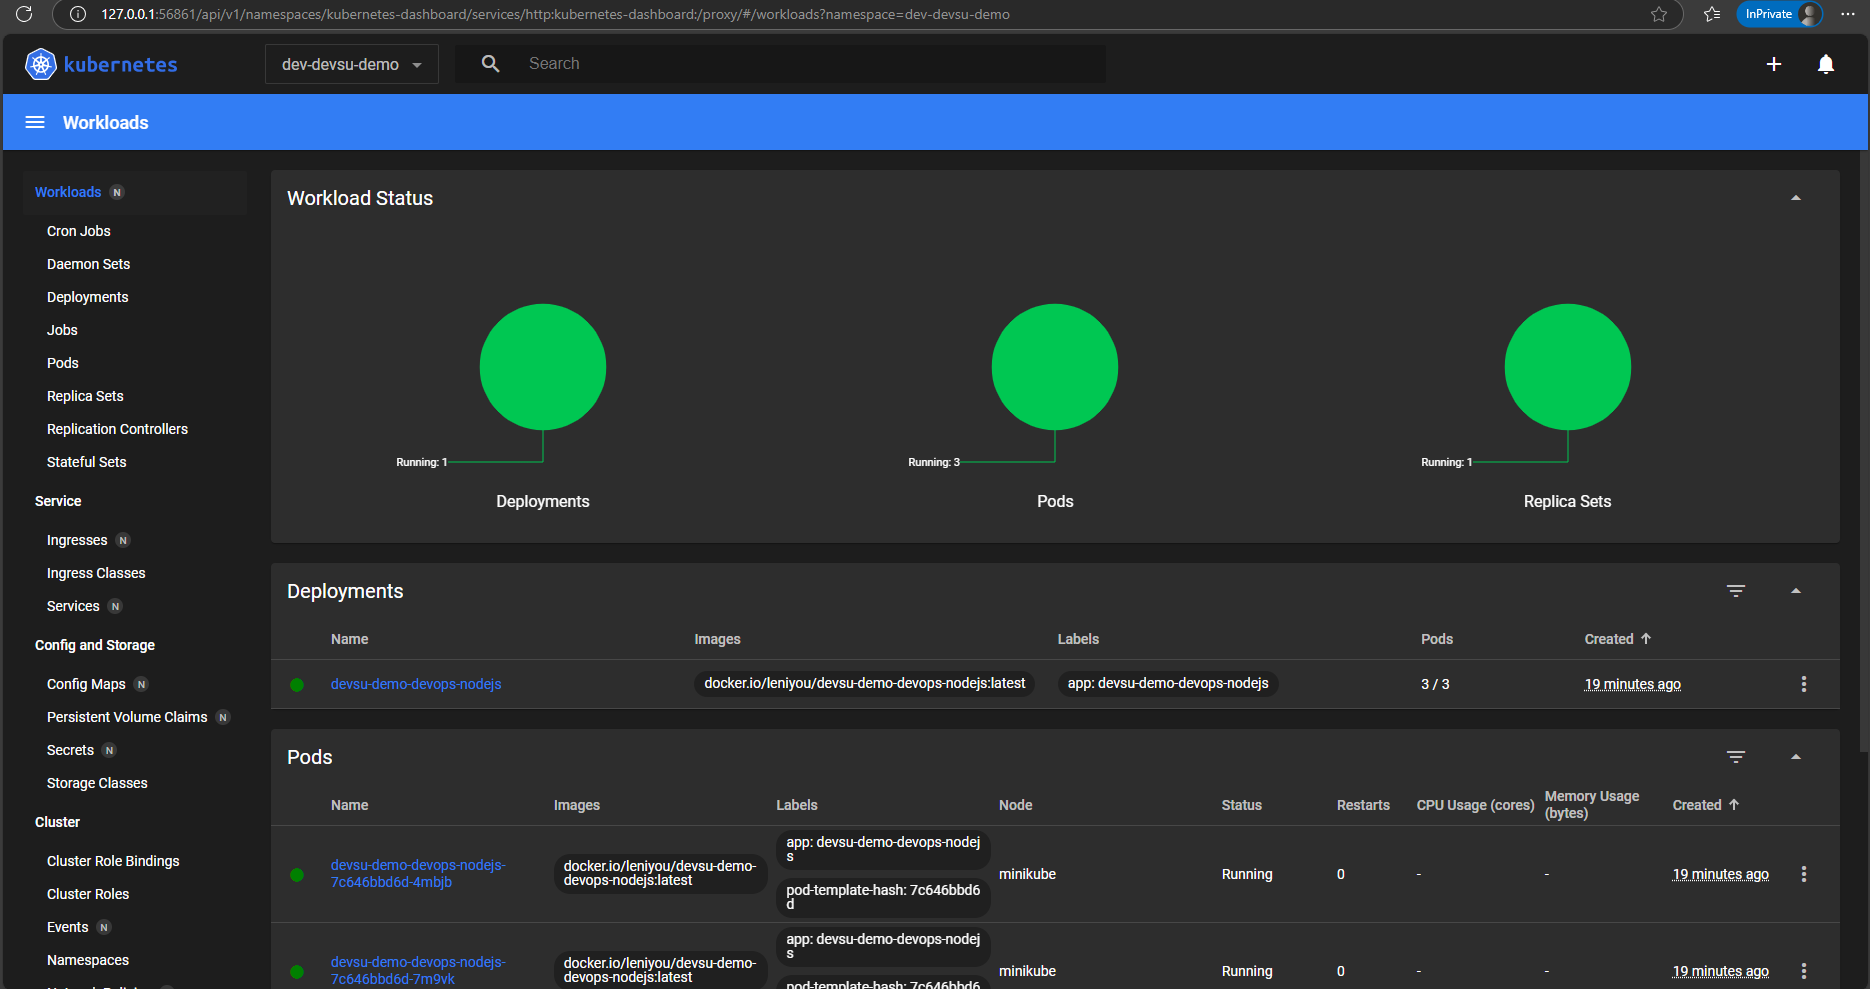 127.0.0.1:56861/api/v1/namespaces/kubernetes-dashboard/services/http:kubernetes-dashboard:/proxy/#/workloads?namespace=dev-devsu-demo
InPrivate
kubernetes
dev-devsu-demo
Search
Workloads
Workloads N
Cron Jobs
Daemon Sets
Deployments
Jobs
Pods
Replica Sets
Replication Controllers
Stateful Sets
Service
Ingresses N
Ingress Classes
Services N
Config and Storage
Config Maps N
Persistent Volume Claims N
Secrets N
Storage Classes
Cluster
Cluster Role Bindings
Cluster Roles
Events N
Namespaces
Workload Status
Running: 1
Deployments
Running: 3
Pods
Running: 1
Replica Sets
Deployments
Name Images Labels Pods Created
devsu-demo-devops-nodejs docker.io/leniyou/devsu-demo-devops-nodejs:latest app: devsu-demo-devops-nodejs 3 / 3 19 minutes ago
Pods
Name Images Labels Node Status Restarts CPU Usage (cores) Memory Usage
(bytes) Created
devsu-demo-devops-nodejs-
7c646bbd6d-4mbjb
docker.io/leniyou/devsu-demo-
devops-nodejs:latest
app: devsu-demo-devops-nodej
s
pod-template-hash: 7c646bbd6
d
minikube Running 0 - - 19 minutes ago
devsu-demo-devops-nodejs-
7c646bbd6d-7m9vk
docker.io/leniyou/devsu-demo-
devops-nodejs:latest
app: devsu-demo-devops-nodej
s
pod-template-hash: 7c646bbd6
minikube Running 0 - - 19 minutes ago